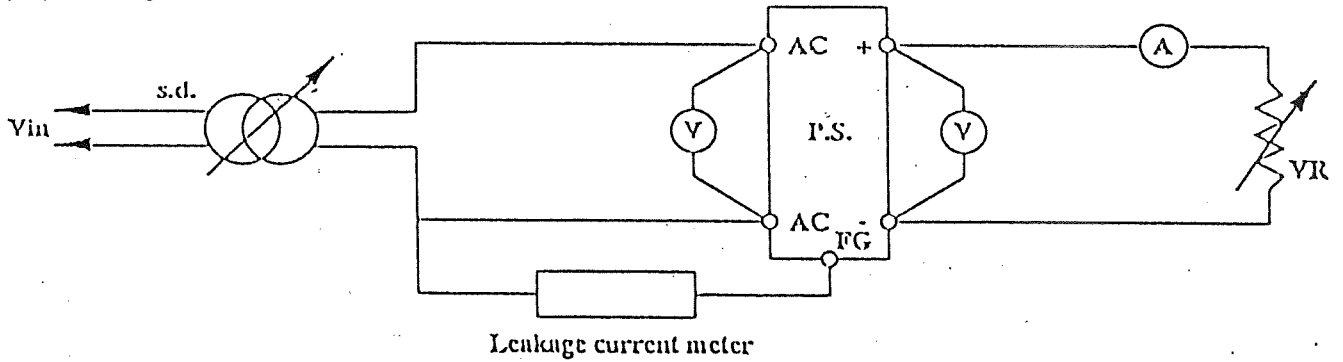 s.d.
Vin
AC +
V
P.S.
V
A
VR
AC -
FG
Leakage current meter